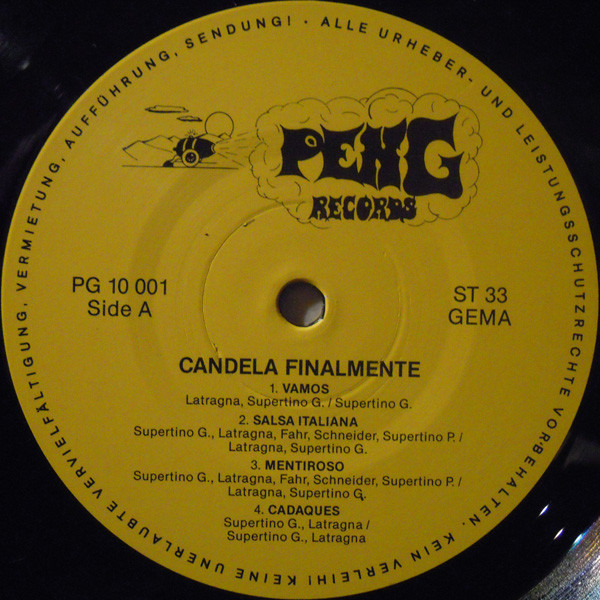 PENG
RECORDS
PG 10 001
Side A
ST 33
GEMA
CANDELA FINALMENTE
1. VAMOS
Latragna, Supertino G. / Supertino G.
2. SALSA ITALIANA
Supertino G., Latragna, Fahr, Schneider, Supertino P. /
Latragna, Supertino G.
3. MENTIROSO
Supertino G., Latragna, Fahr, Schneider, Supertino P. /
Latragna, Supertino G.
4. CADAQUES
Supertino G., Latragna /
Supertino G., Latragna
ALLE URHEBER- UND LEISTUNGSSCHUTZRECHTE VORBEHALTEN. KEIN VERLEIH! KEINE UNERLAUBTE VERVIELFÄLTIGUNG, VERMIETUNG, AUFFÜHRUNG, SENDUNG!